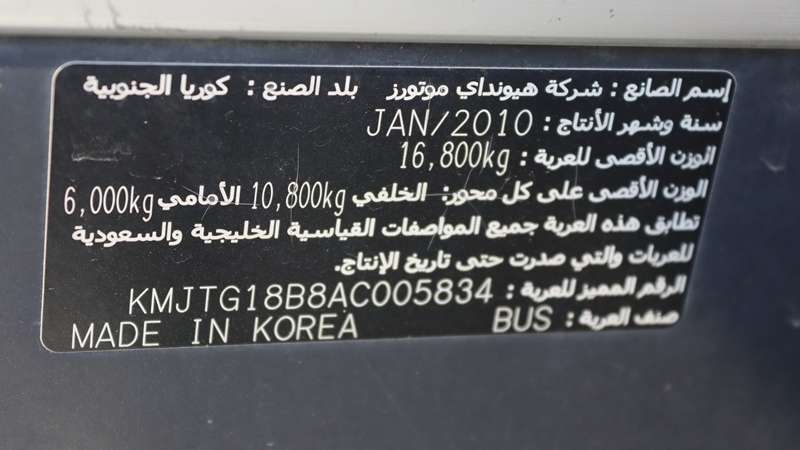 إسم الصانع : شركة هيونداي موتورز بلد الصنع : كوريا الجنوبية
سنة وشهر الأنتاج : JAN/2010
الوزن الأقصى للعربة : 16,800kg
الوزن الأقصى على كل محور: الخلفي 10,800kg الأمامي 6,000kg
تطابق هذه العربة جميع المواصفات القياسية الخليجية والسعودية
للعربات والتي صدرت حتى تاريخ الإنتاج.
الرقم المميز للعربة : KMJTG18B8AC005834
صنف العربة : BUS MADE IN KOREA